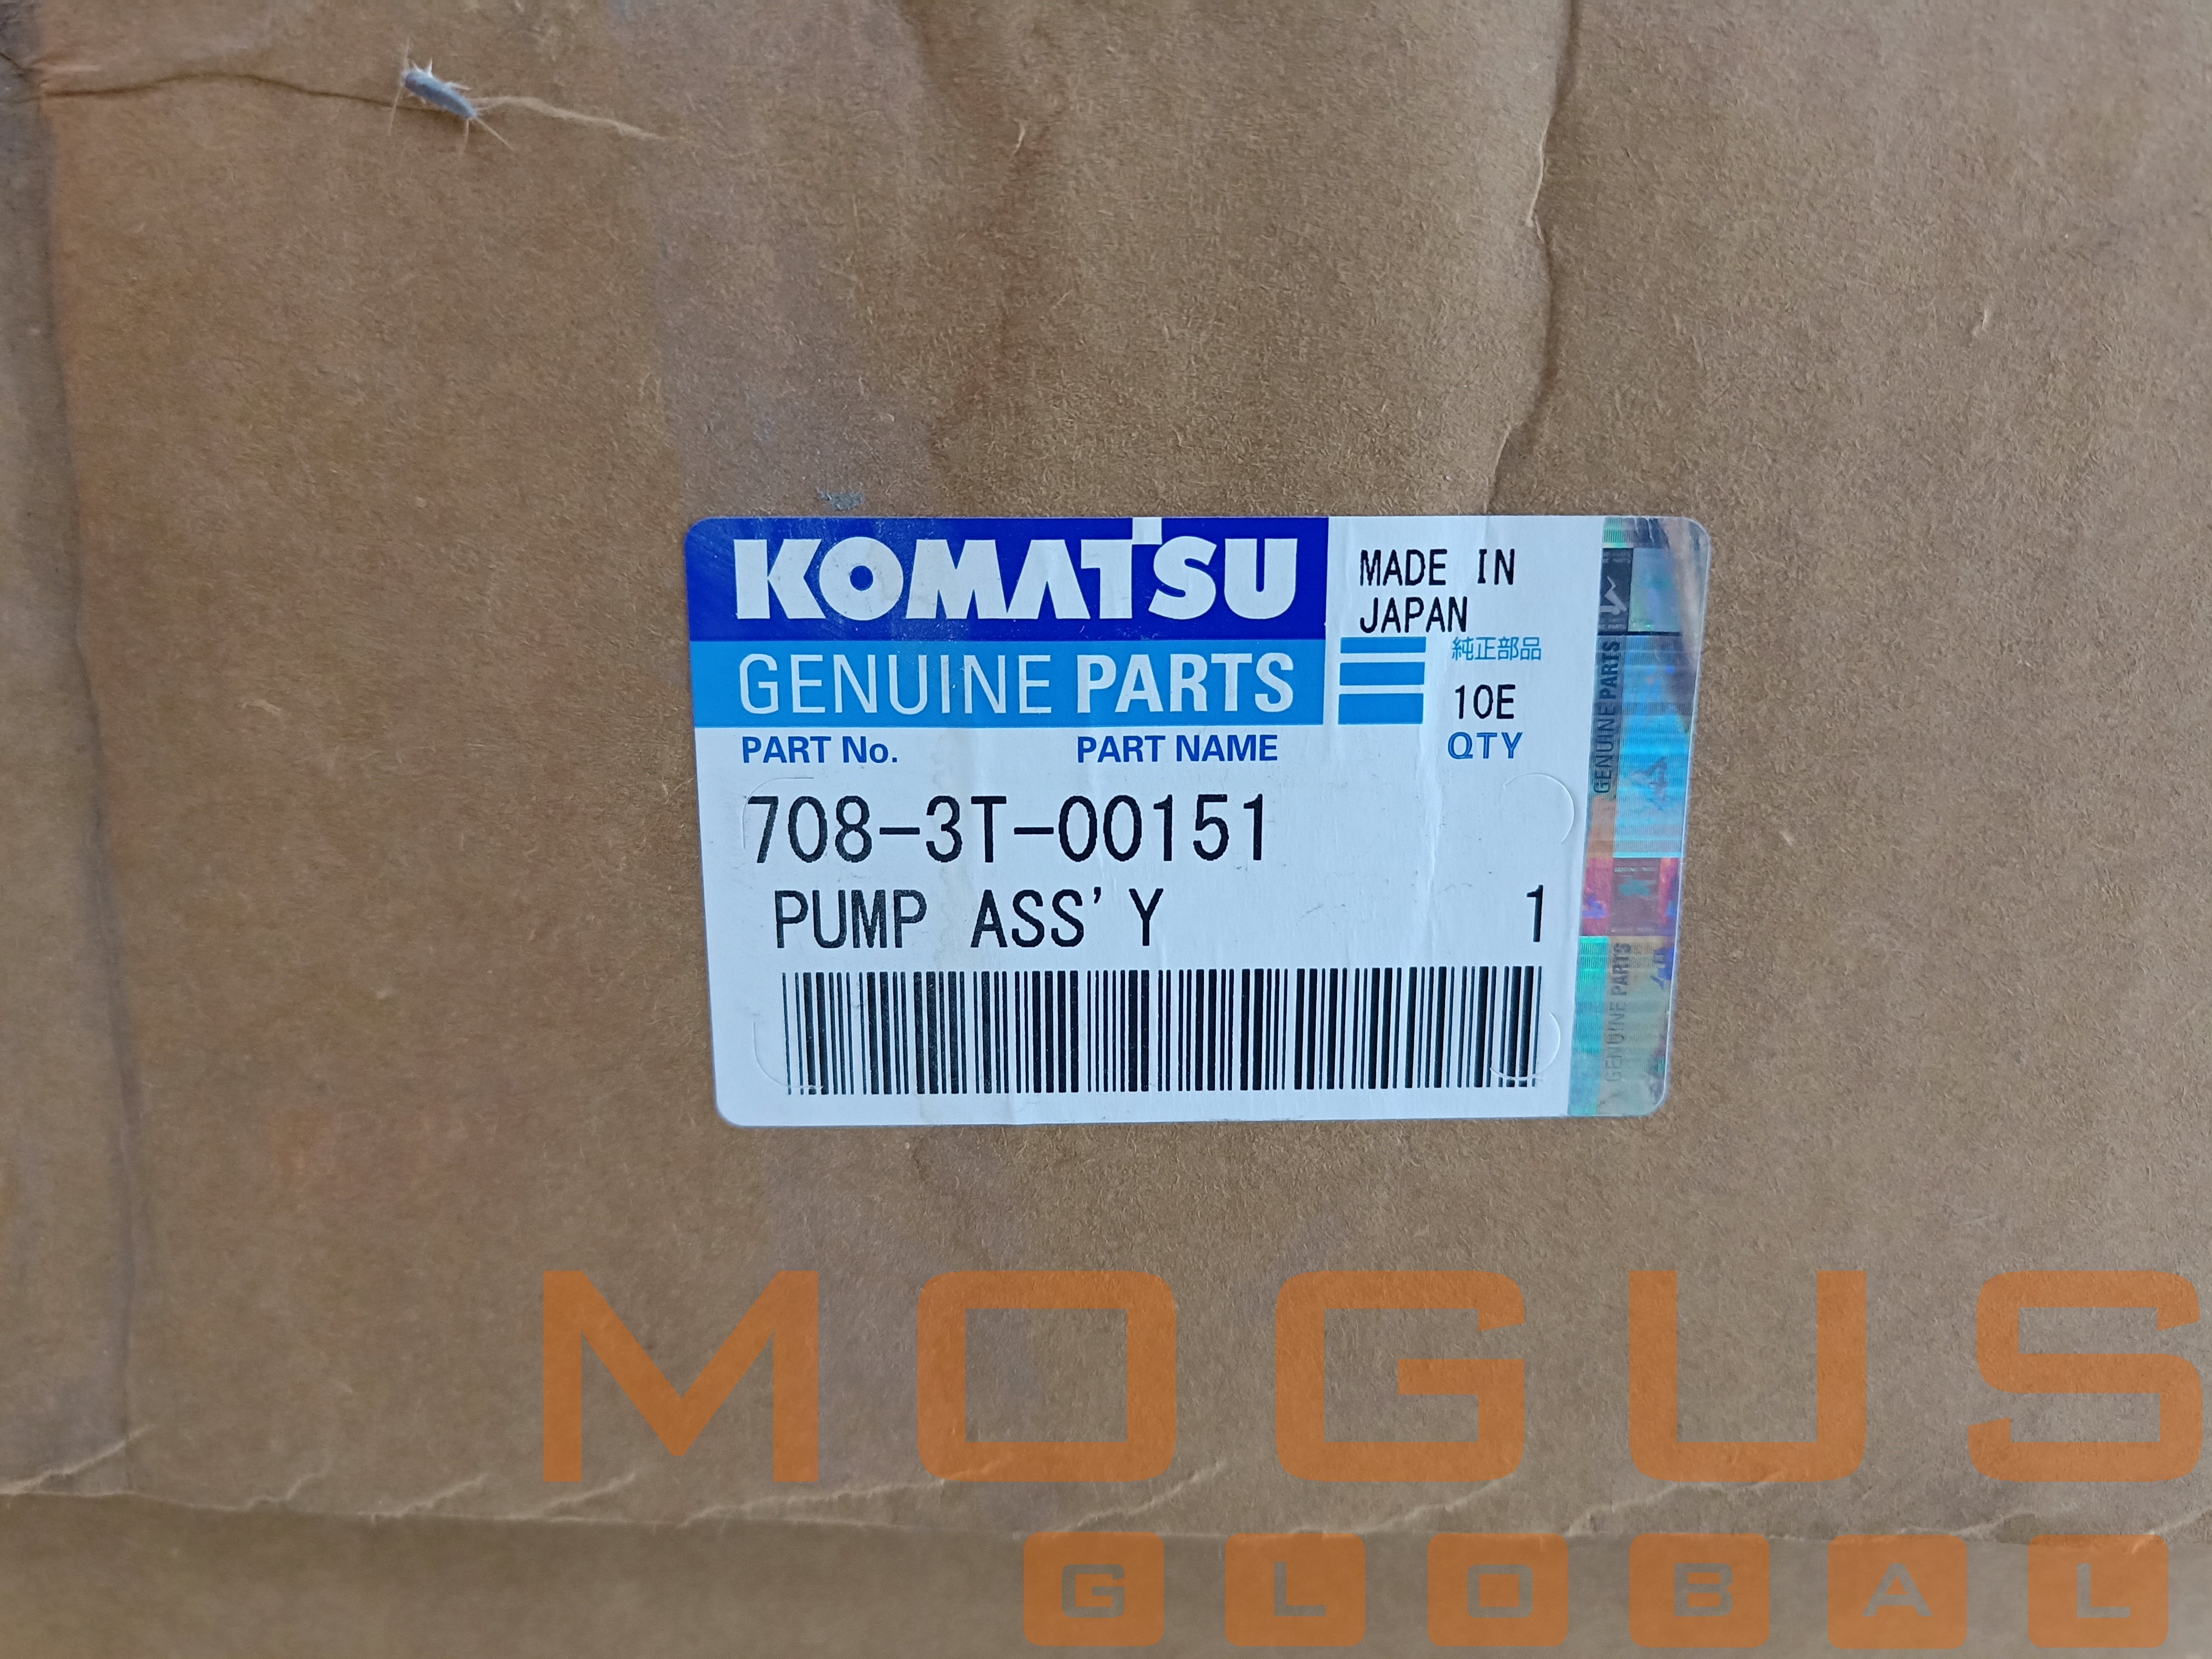 KOMATSU
MADE IN
JAPAN
GENUINE PARTS
純正部品
10E
PART No.
PART NAME
QTY
708-3T-00151
PUMP ASS'Y
1
GENUINE PARTS
GENUINE PARTS
MOGUS
GLOBAL